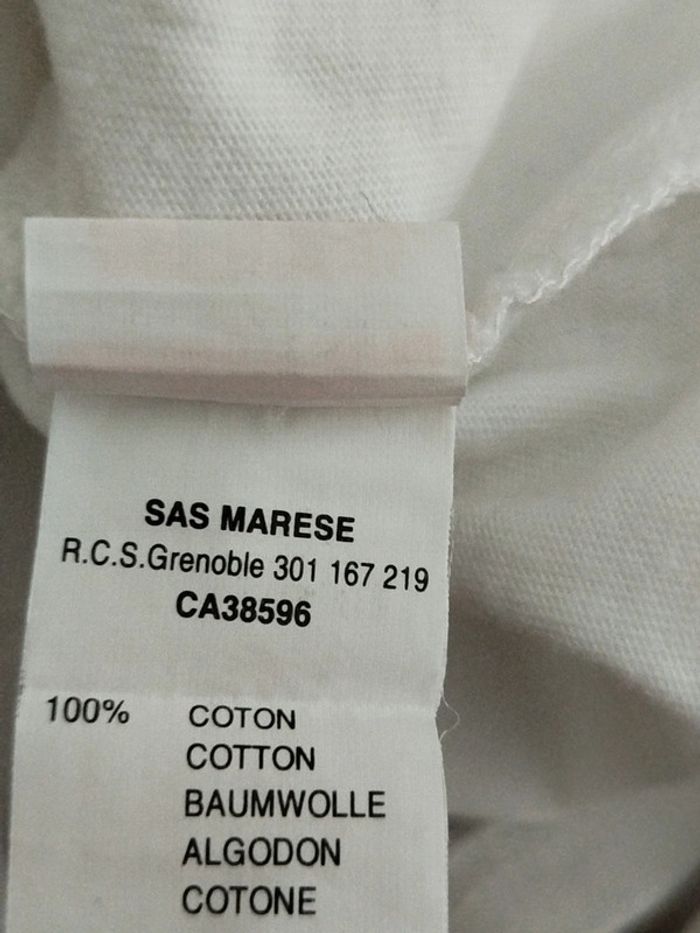 SAS MARESE
R.C.S.Grenoble 301 167 219
CA38596
100% COTON
COTTON
BAUMWOLLE
ALGODON
COTONE